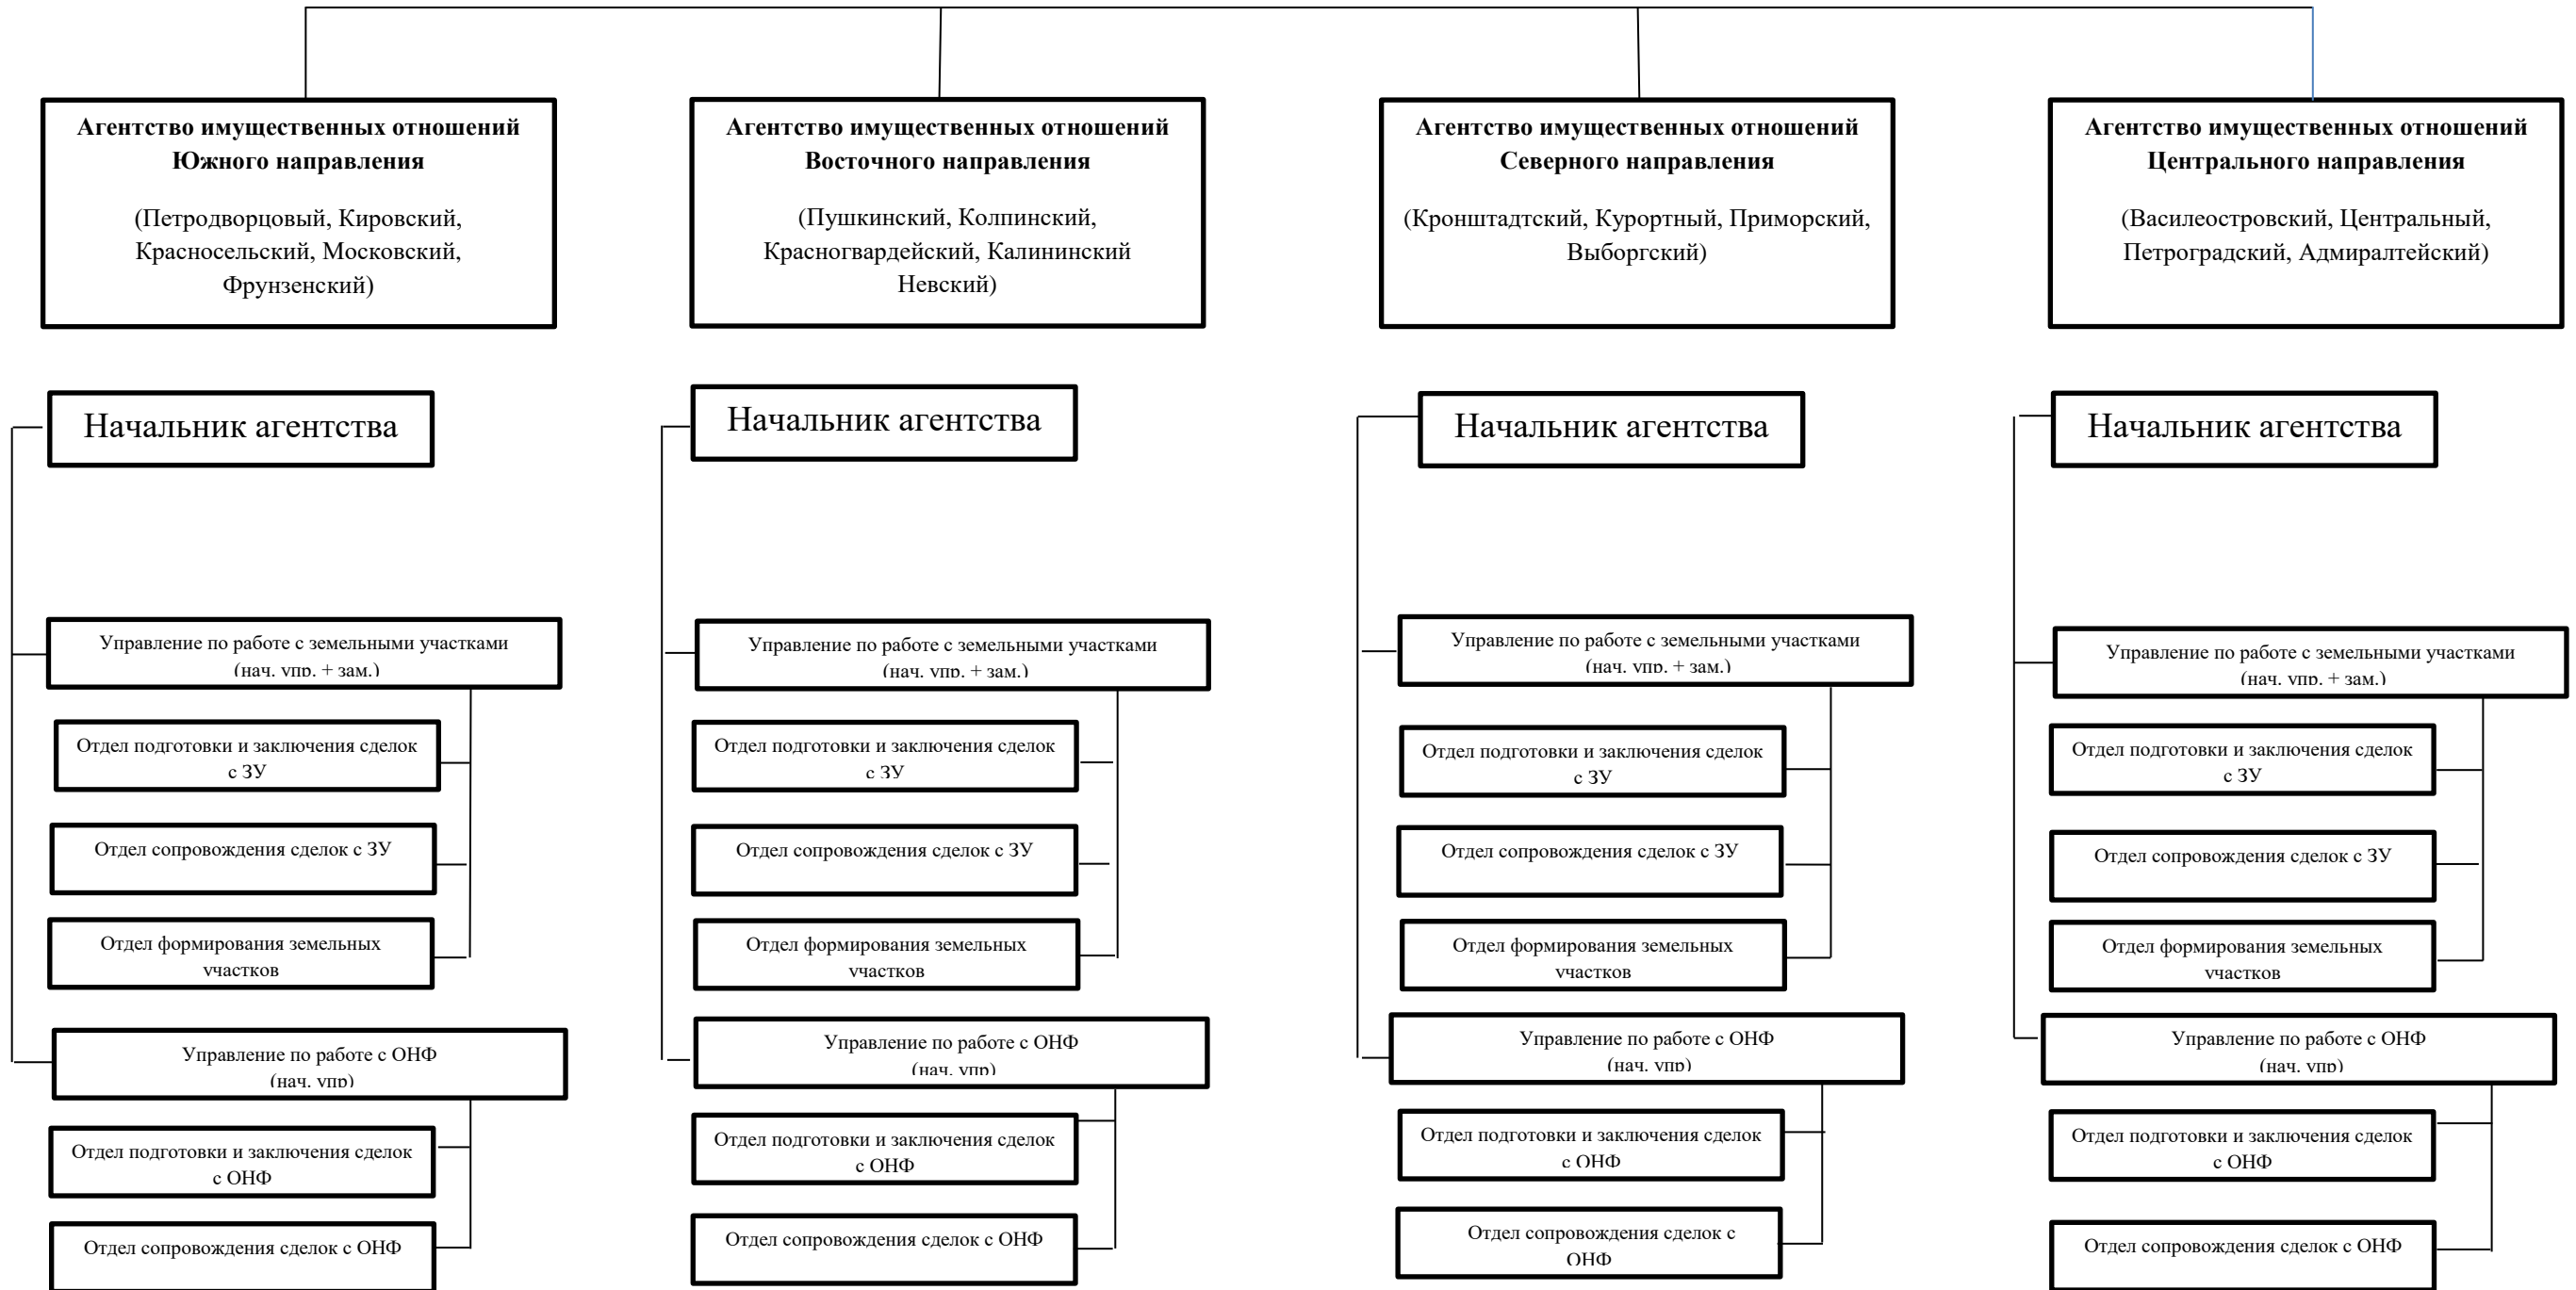 Агентство имущественных отношений
Южного направления
(Петродворцовый, Кировский,
Красносельский, Московский,
Фрунзенский)
Агентство имущественных отношений
Восточного направления
(Пушкинский, Колпинский,
Красногвардейский, Калининский
Невский)
Агентство имущественных отношений
Северного направления
(Кронштадтский, Курортный, Приморский,
Выборгский)
Агентство имущественных отношений
Центрального направления
(Василеостровский, Центральный,
Петроградский, Адмиралтейский)
Начальник агентства
Начальник агентства
Начальник агентства
Начальник агентства
Управление по работе с земельными участками
(нач. упр. + зам.)
Отдел подготовки и заключения сделок
с ЗУ
Отдел сопровождения сделок с ЗУ
Отдел формирования земельных
участков
Управление по работе с ОНФ
(нач. упр)
Отдел подготовки и заключения сделок
с ОНФ
Отдел сопровождения сделок с ОНФ
Управление по работе с земельными участками
(нач. упр. + зам.)
Отдел подготовки и заключения сделок
с ЗУ
Отдел сопровождения сделок с ЗУ
Отдел формирования земельных
участков
Управление по работе с ОНФ
(нач. упр)
Отдел подготовки и заключения сделок
с ОНФ
Отдел сопровождения сделок с ОНФ
Управление по работе с земельными участками
(нач. упр. + зам.)
Отдел подготовки и заключения сделок
с ЗУ
Отдел сопровождения сделок с ЗУ
Отдел формирования земельных
участков
Управление по работе с ОНФ
(нач. упр)
Отдел подготовки и заключения сделок
с ОНФ
Отдел сопровождения сделок с
ОНФ
Управление по работе с земельными участками
(нач. упр. + зам.)
Отдел подготовки и заключения сделок
с ЗУ
Отдел сопровождения сделок с ЗУ
Отдел формирования земельных
участков
Управление по работе с ОНФ
(нач. упр)
Отдел подготовки и заключения сделок
с ОНФ
Отдел сопровождения сделок с ОНФ